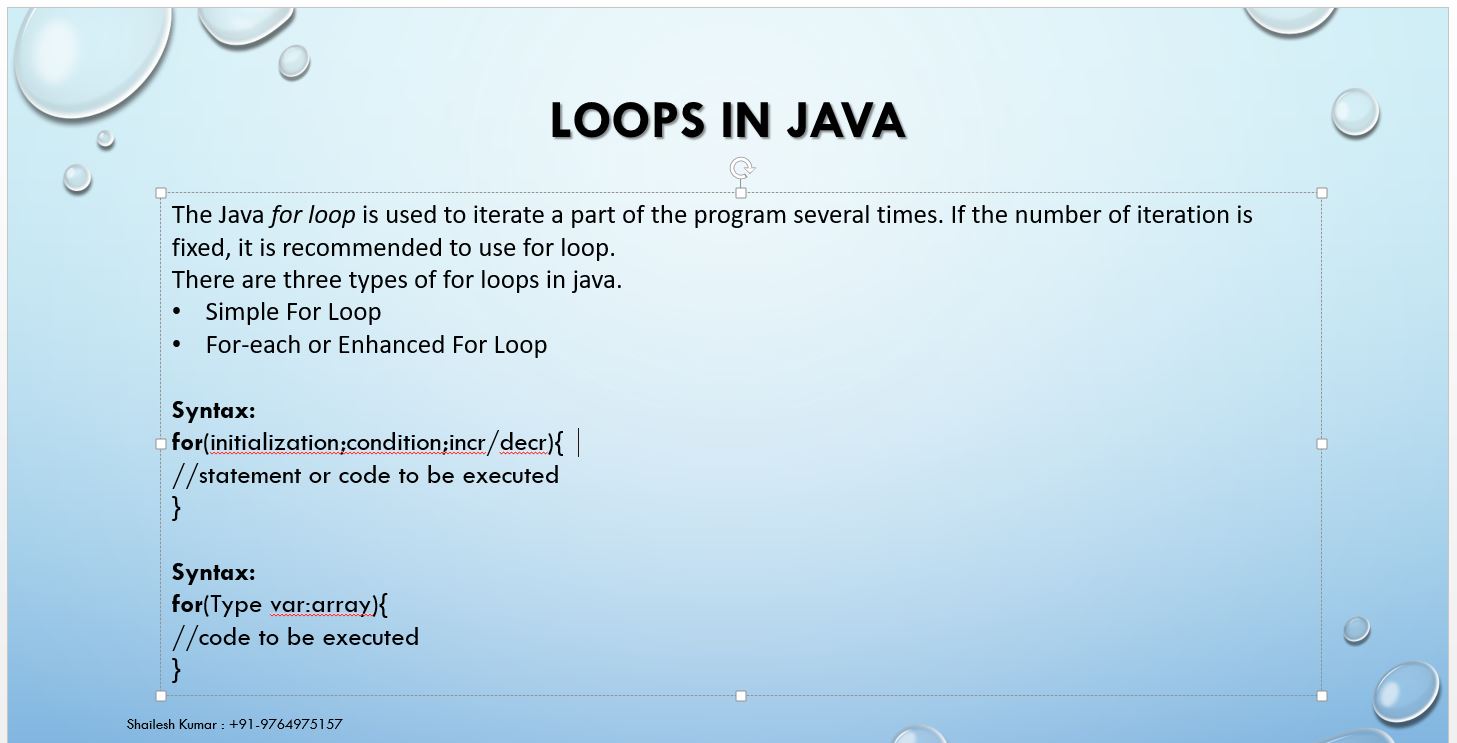 LOOPS IN JAVA
The Java for loop is used to iterate a part of the program several times. If the number of iteration is
fixed, it is recommended to use for loop.
There are three types of for loops in java.
• Simple For Loop
• For-each or Enhanced For Loop
Syntax:
for(initialization;condition;incr/decr){
//statement or code to be executed
}
Syntax:
for(Type var:array){
//code to be executed
}
Shailesh Kumar : +91-9764975157